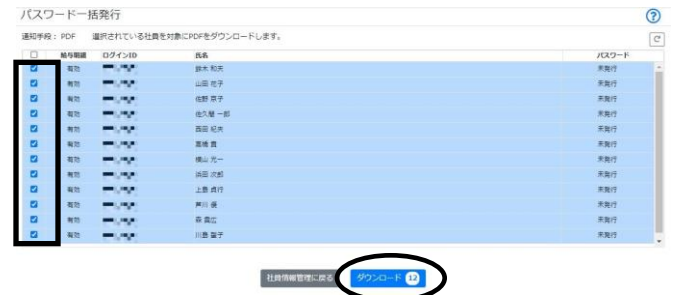 パスワード一括発行
通知手段： PDF 選択されている社員を対象にPDFをダウンロードします。
給与明細 ログインID 氏名 パスワード
有効 鈴木 和夫 未発行
有効 山田 花子 未発行
有効 佐野 京子 未発行
有効 佐久間 一郎 未発行
有効 西田 紀夫 未発行
有効 高橋 貢 未発行
有効 横山 光一 未発行
有効 浜田 次郎 未発行
有効 上島 貞行 未発行
有効 芦川 優 未発行
有効 森 貴広 未発行
有効 川島 聖子 未発行
社員情報管理に戻る ダウンロード 12